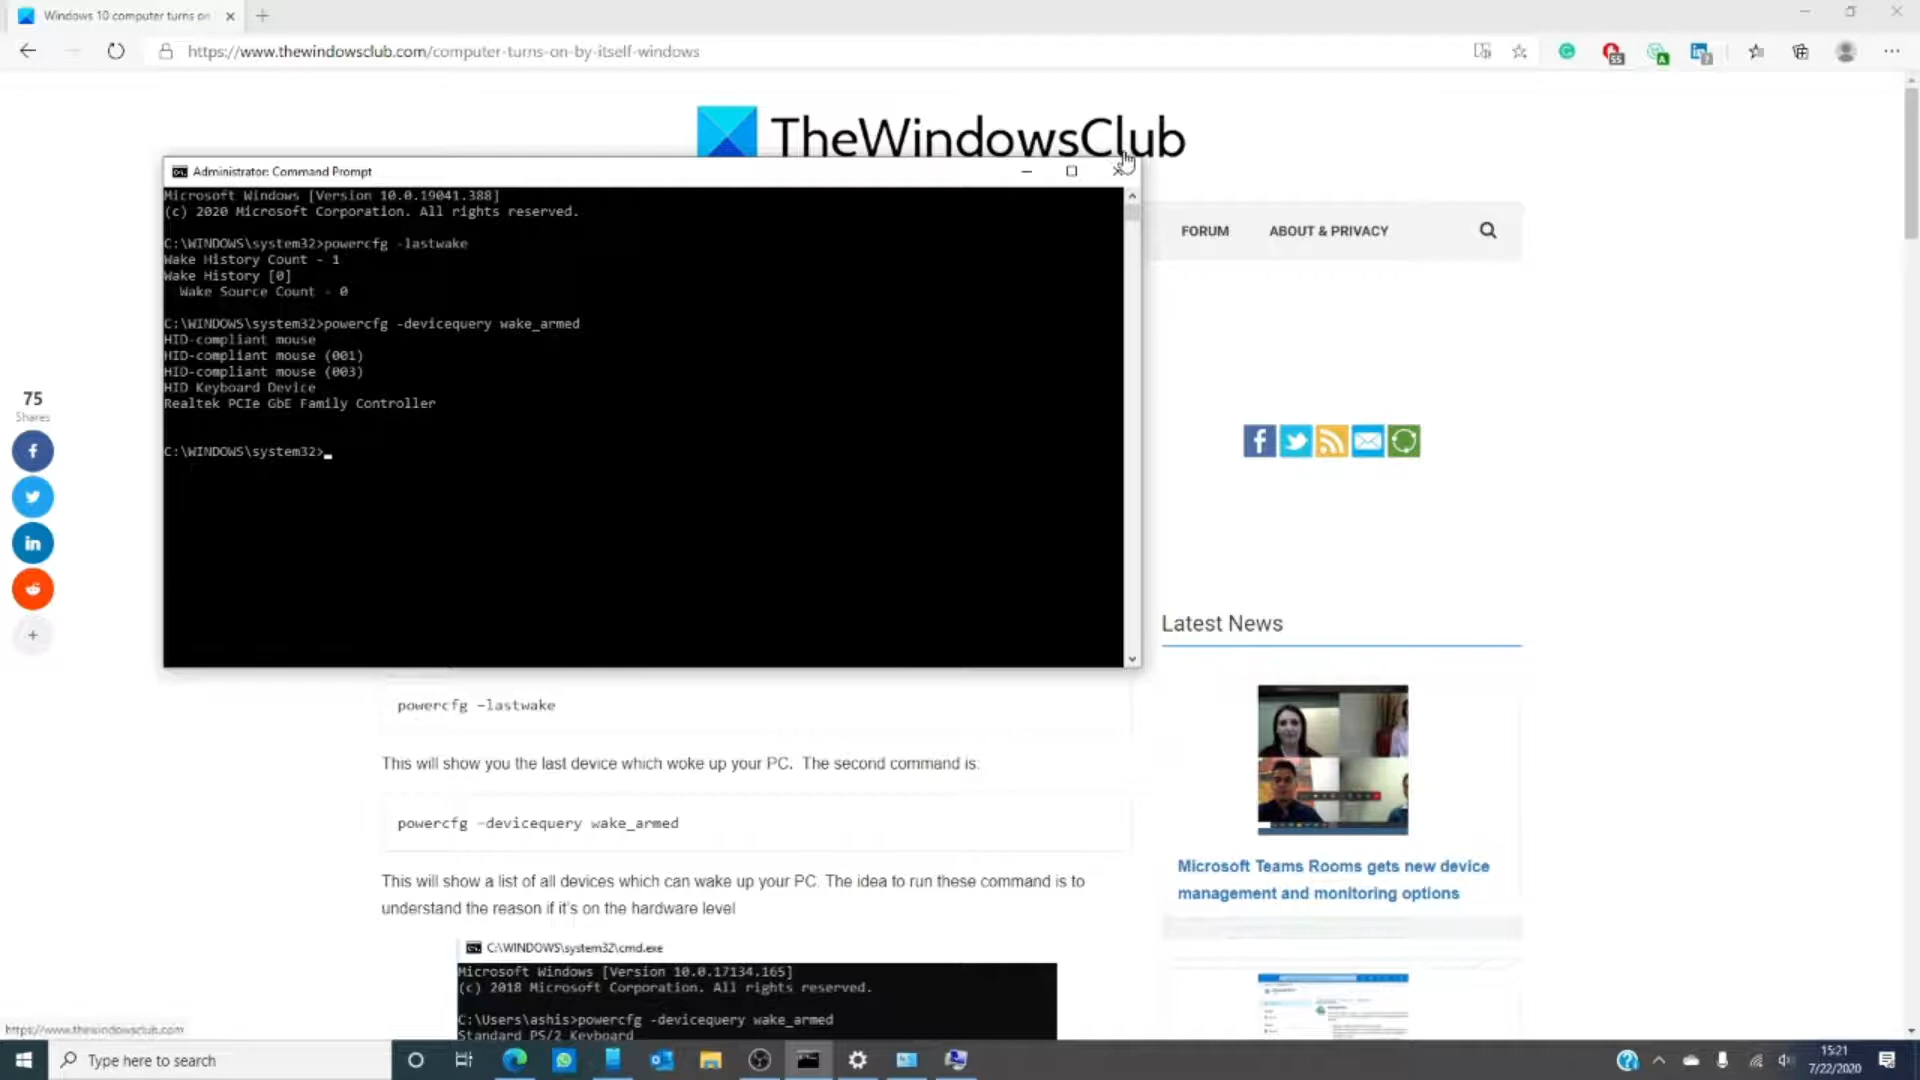 Windows 10 computer turns on
https://www.thewindowsclub.com/computer-turns-on-by-itself-windows
55
A
TheWindowsClub
Administrator: Command Prompt
Microsoft Windows [Version 10.0.19041.388]
(c) 2020 Microsoft Corporation. All rights reserved.
C:\WINDOWS\system32>powercfg -lastwake
Wake History Count - 1
Wake History [0]
Wake Source Count - 0
C:\WINDOWS\system32>powercfg -devicequery wake_armed
HID-compliant mouse
HID-compliant mouse (001)
HID-compliant mouse (003)
HID Keyboard Device
Realtek PCIe GbE Family Controller
C:\WINDOWS\system32>
FORUM ABOUT & PRIVACY
75
Shares
Latest News
powercfg –lastwake
This will show you the last device which woke up your PC. The second command is:
powercfg –devicequery wake_armed
This will show a list of all devices which can wake up your PC. The idea to run these command is to
understand the reason if it's on the hardware level
Microsoft Teams Rooms gets new device
management and monitoring options
C:\WINDOWS\system32\cmd.exe
Microsoft Windows [Version 10.0.17134.165]
(c) 2018 Microsoft Corporation. All rights reserved.
C:\Users\ashis>powercfg -devicequery wake_armed
Standard PS/2 Keyboard
https://www.thewindowsclub.com
Type here to search
15:21
7/22/2020